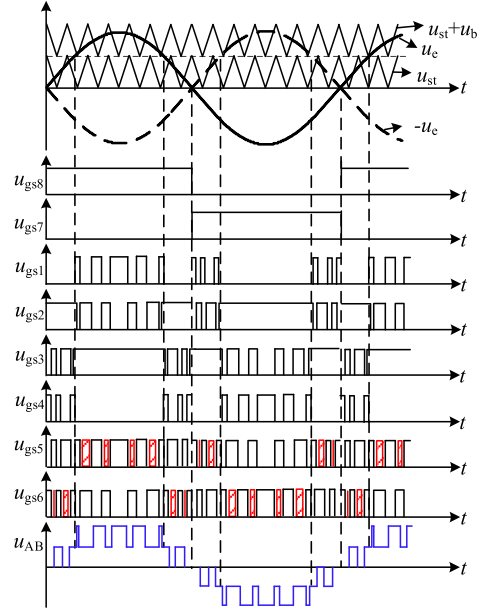 u_st+u_b
u_e
u_st
t
-u_e
u_gs8
t
u_gs7
t
u_gs1
t
u_gs2
t
u_gs3
t
u_gs4
t
u_gs5
t
u_gs6
t
u_AB
t